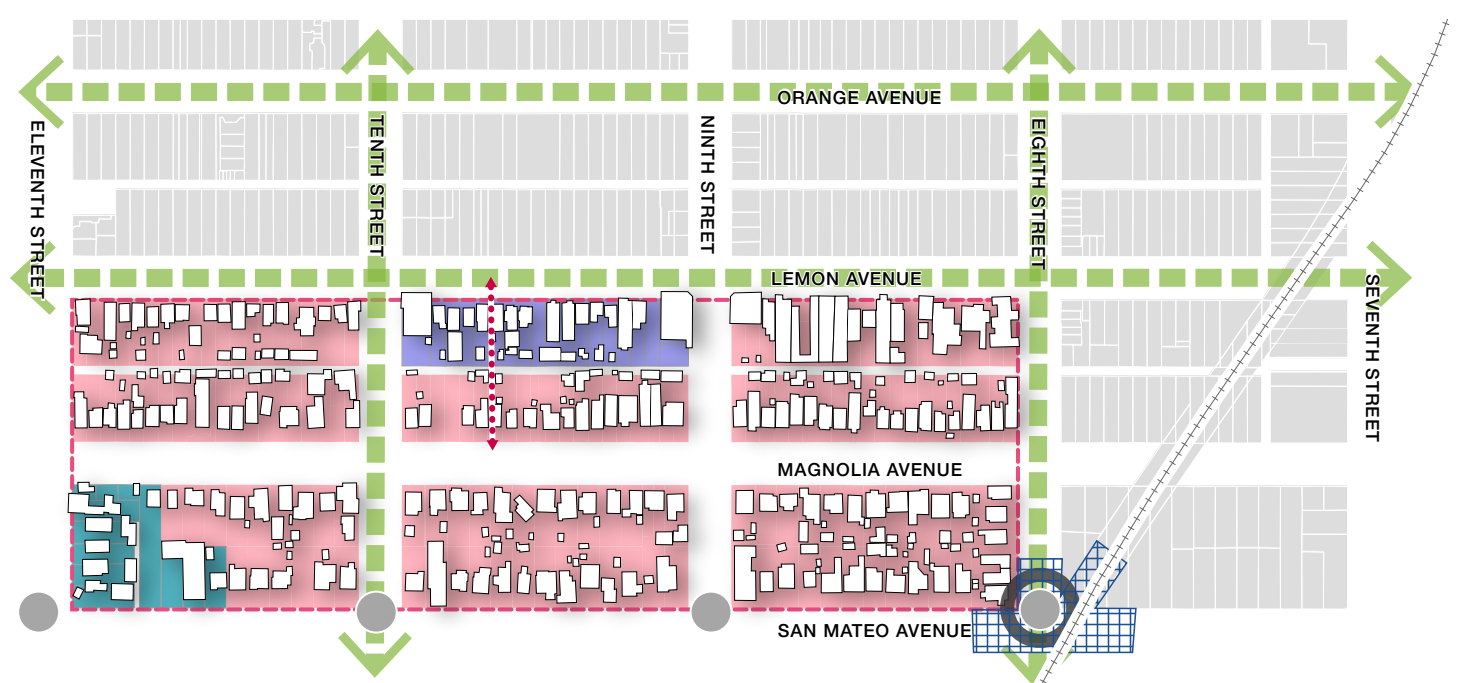 ORANGE AVENUE
ELEVENTH STREET
TENTH STREET
NINTH STREET
EIGHTH STREET
LEMON AVENUE
SEVENTH STREET
MAGNOLIA AVENUE
SAN MATEO AVENUE